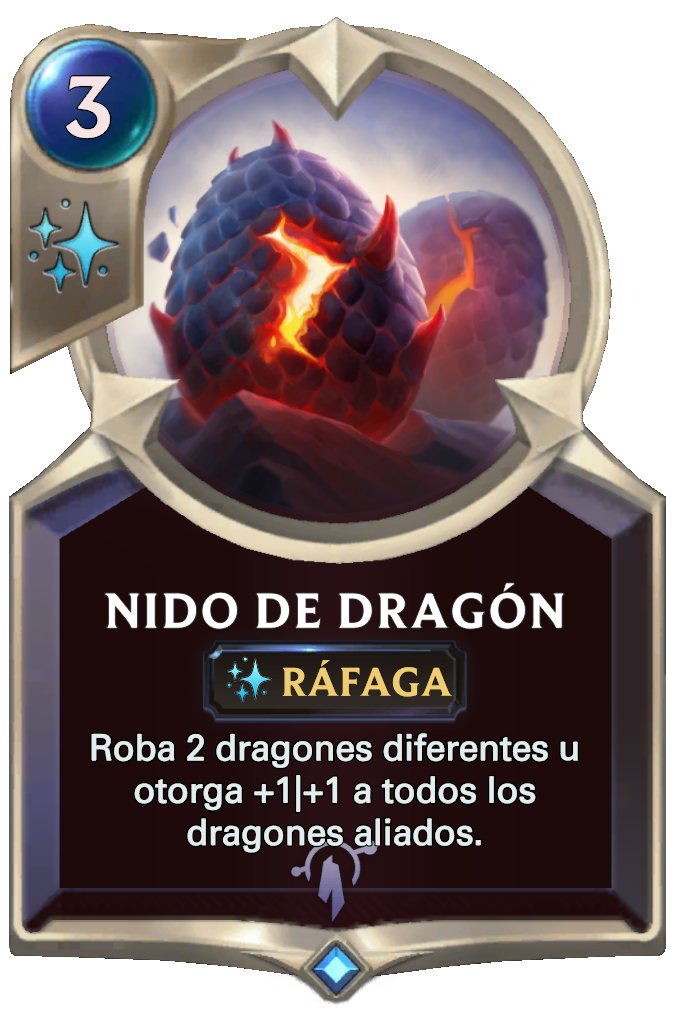 3
NIDO DE DRAGÓN
RÁFAGA
Roba 2 dragones diferentes u
otorga +1|+1 a todos los
dragones aliados.